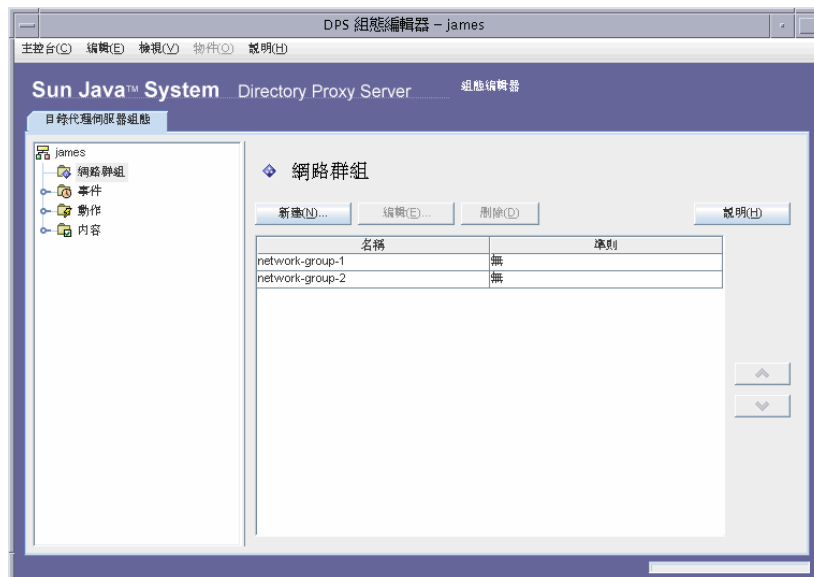 DPS 組態編輯器 – james
主控台(C) 編輯(E) 檢視(V) 物件(O) 說明(H)
Sun Java™ System Directory Proxy Server 組態編輯器
目錄代理伺服器組態
james
網路群組
事件
動作
內容
網路群組
新建(N)... 編輯(E)... 刪除(D) 說明(H)
名稱 準則
network-group-1 無
network-group-2 無